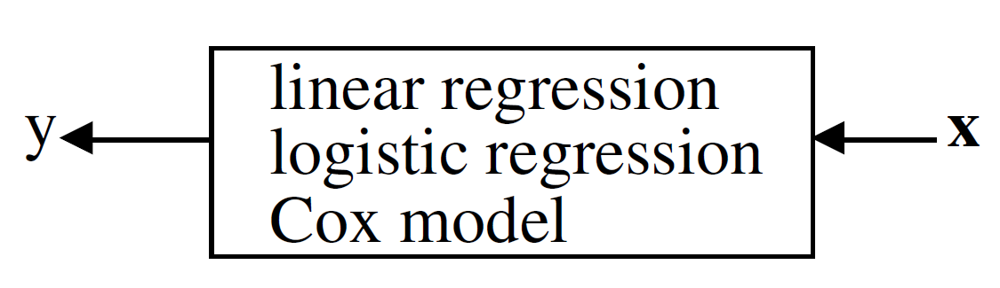 linear regression
y logistic regression x
Cox model